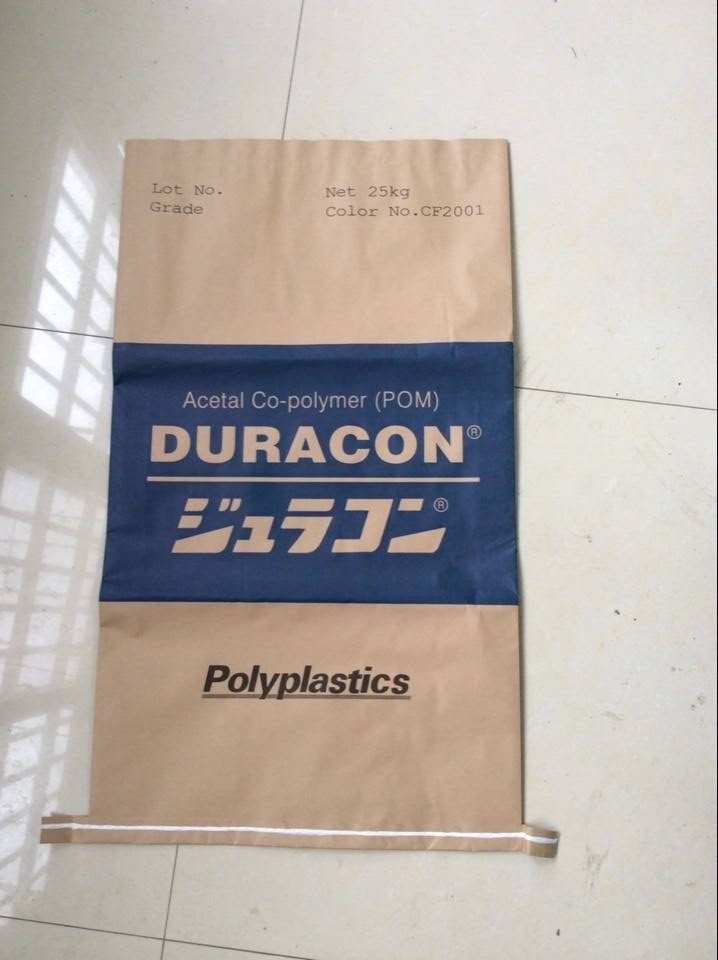 Lot No. Net 25kg
Grade Color No.CF2001
Acetal Co-polymer (POM)
DURACON®
ジュラコン®
Polyplastics